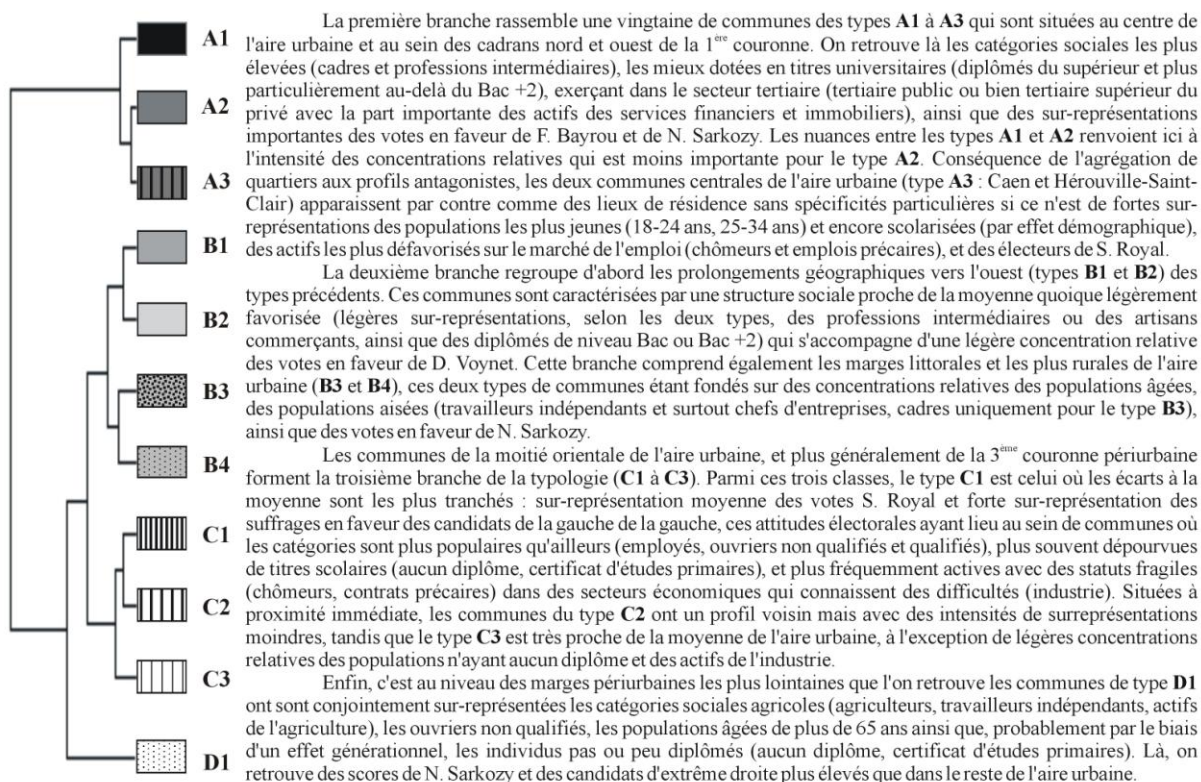 A1
A2
A3
B1
B2
B3
B4
C1
C2
C3
D1
La première branche rassemble une vingtaine de communes des types A1 à A3 qui sont situées au centre de
l'aire urbaine et au sein des cadrans nord et ouest de la 1ère couronne. On retrouve là les catégories sociales les plus
élevées (cadres et professions intermédiaires), les mieux dotées en titres universitaires (diplômés du supérieur et plus
particulièrement au-delà du Bac +2), exerçant dans le secteur tertiaire (tertiaire public ou bien tertiaire supérieur du
privé avec la part importante des actifs des services financiers et immobiliers), ainsi que des sur-représentations
importantes des votes en faveur de F. Bayrou et de N. Sarkozy. Les nuances entre les types A1 et A2 renvoient ici à
l'intensité des concentrations relatives qui est moins importante pour le type A2. Conséquence de l'agrégation de
quartiers aux profils antagonistes, les deux communes centrales de l'aire urbaine (type A3 : Caen et Hérouville-Saint-
Clair) apparaissent par contre comme des lieux de résidence sans spécificités particulières si ce n'est de fortes sur-
représentations des populations les plus jeunes (18-24 ans, 25-34 ans) et encore scolarisées (par effet démographique),
des actifs les plus défavorisés sur le marché de l'emploi (chômeurs et emplois précaires), et des électeurs de S. Royal.
La deuxième branche regroupe d'abord les prolongements géographiques vers l'ouest (types B1 et B2) des
types précédents. Ces communes sont caractérisées par une structure sociale proche de la moyenne quoique légèrement
favorisée (légères sur-représentations, selon les deux types, des professions intermédiaires ou des artisans
commerçants, ainsi que des diplômés de niveau Bac ou Bac +2) qui s'accompagne d'une légère concentration relative
des votes en faveur de D. Voynet. Cette branche comprend également les marges littorales et les plus rurales de l'aire
urbaine (B3 et B4), ces deux types de communes étant fondés sur des concentrations relatives des populations âgées,
des populations aisées (travailleurs indépendants et surtout chefs d'entreprises, cadres uniquement pour le type B3),
ainsi que des votes en faveur de N. Sarkozy.
Les communes de la moitié orientale de l'aire urbaine, et plus généralement de la 3ème couronne périurbaine
forment la troisième branche de la typologie (C1 à C3). Parmi ces trois classes, le type C1 est celui où les écarts à la
moyenne sont les plus tranchés : sur-représentation moyenne des votes S. Royal et forte sur-représentation des
suffrages en faveur des candidats de la gauche de la gauche, ces attitudes électorales ayant lieu au sein de communes où
les catégories sont plus populaires qu'ailleurs (employés, ouvriers non qualifiés et qualifiés), plus souvent dépourvues
de titres scolaires (aucun diplôme, certificat d'études primaires), et plus fréquemment actives avec des statuts fragiles
(chômeurs, contrats précaires) dans des secteurs économiques qui connaissent des difficultés (industrie). Situées à
proximité immédiate, les communes du type C2 ont un profil voisin mais avec des intensités de surreprésentations
moindres, tandis que le type C3 est très proche de la moyenne de l'aire urbaine, à l'exception de légères concentrations
relatives des populations n'ayant aucun diplôme et des actifs de l'industrie.
Enfin, c'est au niveau des marges périurbaines les plus lointaines que l'on retrouve les communes de type D1
ont sont conjointement sur-représentées les catégories sociales agricoles (agriculteurs, travailleurs indépendants, actifs
de l'agriculture), les ouvriers non qualifiés, les populations âgées de plus de 65 ans ainsi que, probablement par le biais
d'un effet générationnel, les individus pas ou peu diplômés (aucun diplôme, certificat d'études primaires). Là, on
retrouve des scores de N. Sarkozy et des candidats d'extrême droite plus élevés que dans le reste de l'aire urbaine.